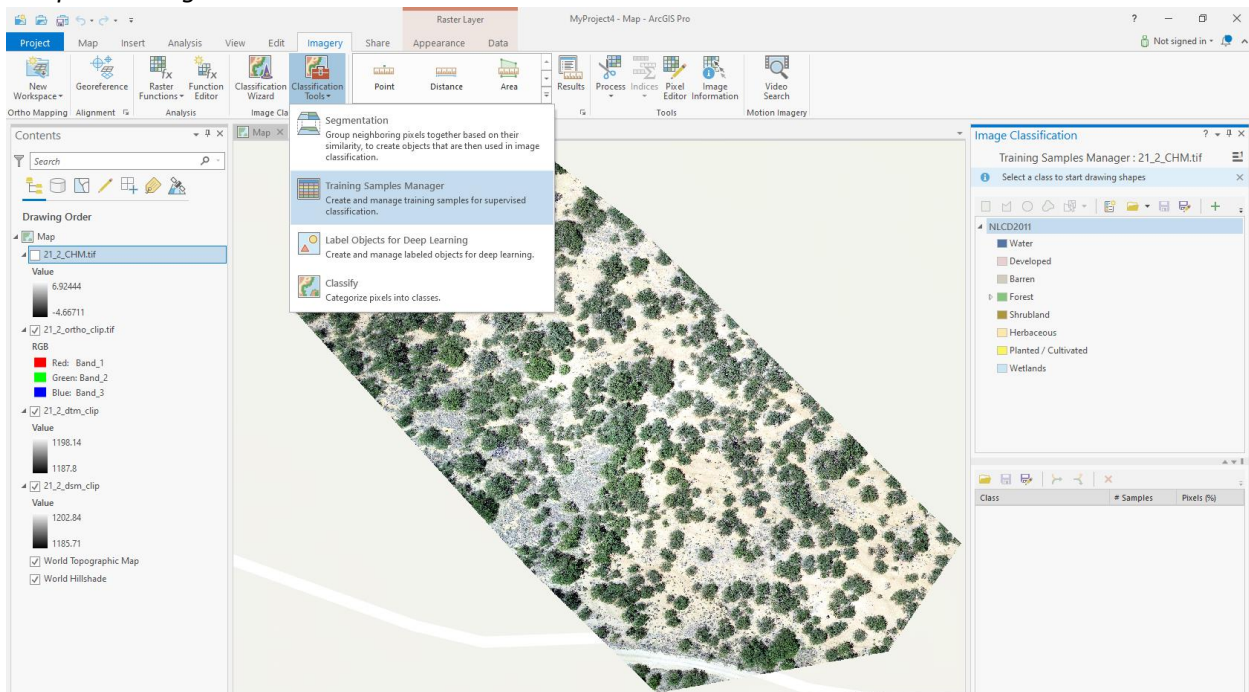 Raster Layer
MyProject4 - Map - ArcGIS Pro
?
Project Map Insert Analysis View Edit Imagery Share Appearance Data
Not signed in
New Workspace
Georeference
Raster Functions
Function Editor
Classification Wizard
Classification Tools
Point
Distance
Area
Results
Process
Indices
Pixel Editor
Image Information
Video Search
Ortho Mapping
Alignment
Analysis
Image Cla
Tools
Motion Imagery
Contents
Search
Drawing Order
Map
21_2_CHM.tif
Value
6.92444
-4.66711
21_2_ortho_clip.tif
RGB
Red: Band_1
Green: Band_2
Blue: Band_3
21_2_dtm_clip
Value
1198.14
1187.8
21_2_dsm_clip
Value
1202.84
1185.71
World Topographic Map
World Hillshade
Map
Segmentation
Group neighboring pixels together based on their
similarity, to create objects that are then used in image
classification.
Training Samples Manager
Create and manage training samples for supervised
classification.
Label Objects for Deep Learning
Create and manage labeled objects for deep learning.
Classify
Categorize pixels into classes.
Image Classification
?
Training Samples Manager : 21_2_CHM.tif
Select a class to start drawing shapes
NLCD2011
Water
Developed
Barren
Forest
Shrubland
Herbaceous
Planted / Cultivated
Wetlands
Class # Samples Pixels (%)